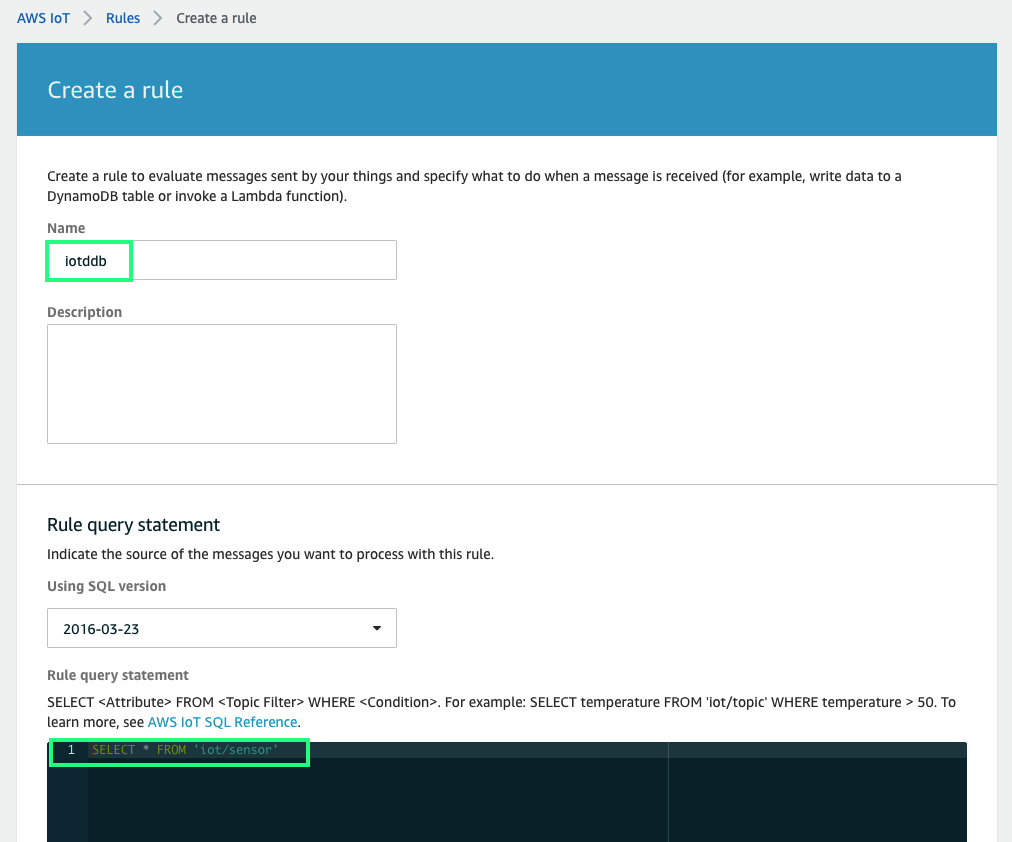 AWS IoT > Rules > Create a rule
Create a rule
Create a rule to evaluate messages sent by your things and specify what to do when a message is received (for example, write data to a
DynamoDB table or invoke a Lambda function).
Name
iotddb
Description
Rule query statement
Indicate the source of the messages you want to process with this rule.
Using SQL version
2016-03-23
Rule query statement
SELECT <Attribute> FROM <Topic Filter> WHERE <Condition>. For example: SELECT temperature FROM 'iot/topic' WHERE temperature > 50. To
learn more, see AWS IoT SQL Reference.
1 SELECT * FROM 'iot/sensor'